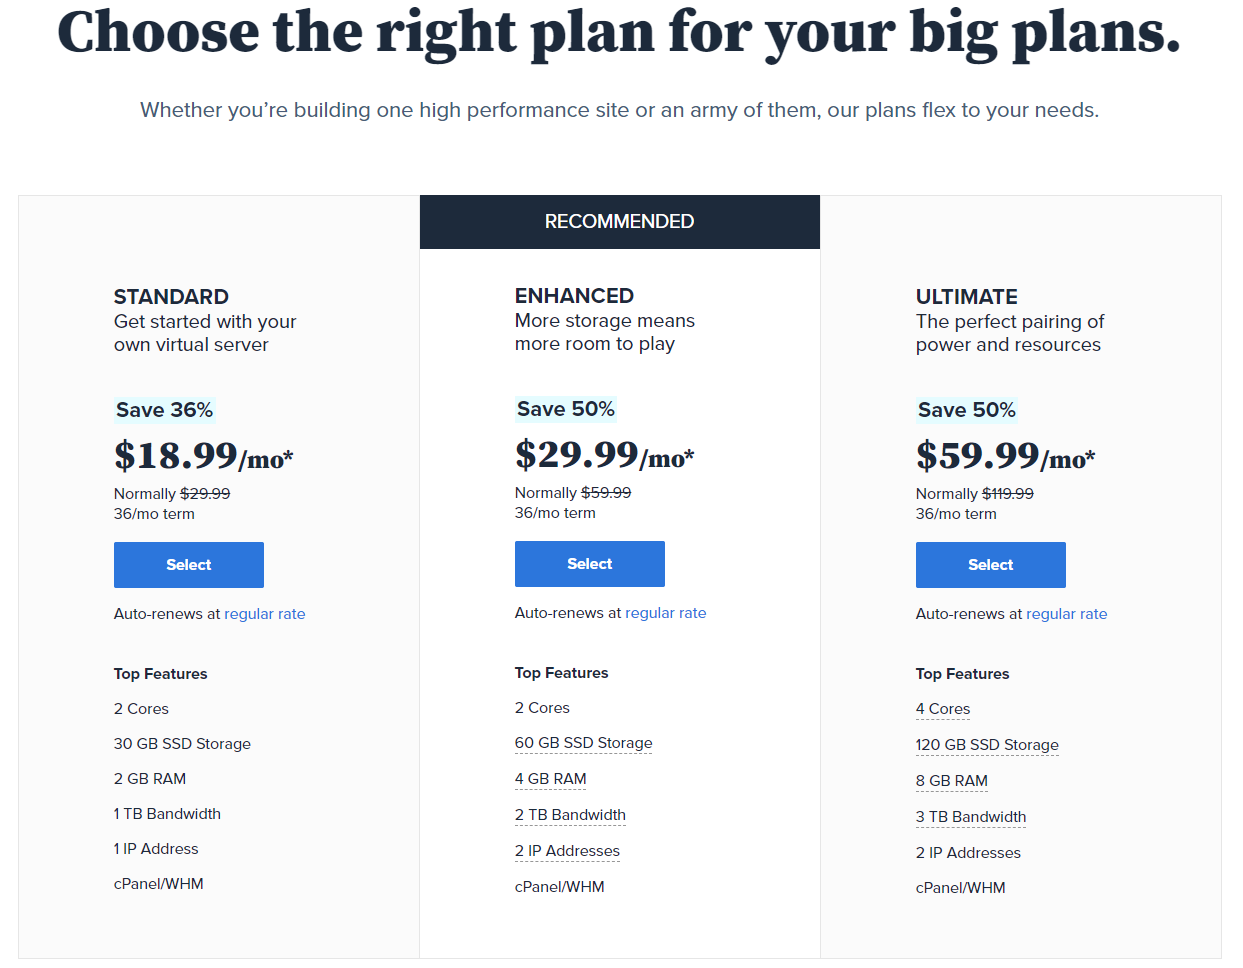 Choose the right plan for your big plans.
Whether you’re building one high performance site or an army of them, our plans flex to your needs.
STANDARD
Get started with your
own virtual server
Save 36%
$18.99/mo*
Normally $29.99
36/mo term
Select
Auto-renews at regular rate
Top Features
2 Cores
30 GB SSD Storage
2 GB RAM
1 TB Bandwidth
1 IP Address
cPanel/WHM
RECOMMENDED
ENHANCED
More storage means
more room to play
Save 50%
$29.99/mo*
Normally $59.99
36/mo term
Select
Auto-renews at regular rate
Top Features
2 Cores
60 GB SSD Storage
4 GB RAM
2 TB Bandwidth
2 IP Addresses
cPanel/WHM
ULTIMATE
The perfect pairing of
power and resources
Save 50%
$59.99/mo*
Normally $119.99
36/mo term
Select
Auto-renews at regular rate
Top Features
4 Cores
120 GB SSD Storage
8 GB RAM
3 TB Bandwidth
2 IP Addresses
cPanel/WHM